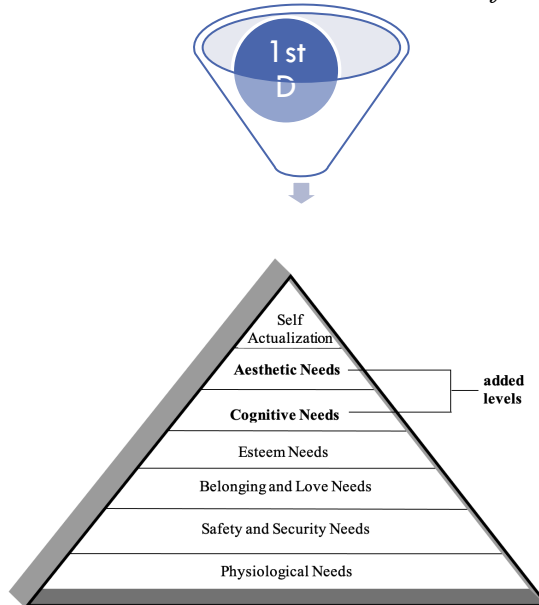 1st
D
Self
Actualization
Aesthetic Needs
added
levels
Cognitive Needs
Esteem Needs
Belonging and Love Needs
Safety and Security Needs
Physiological Needs